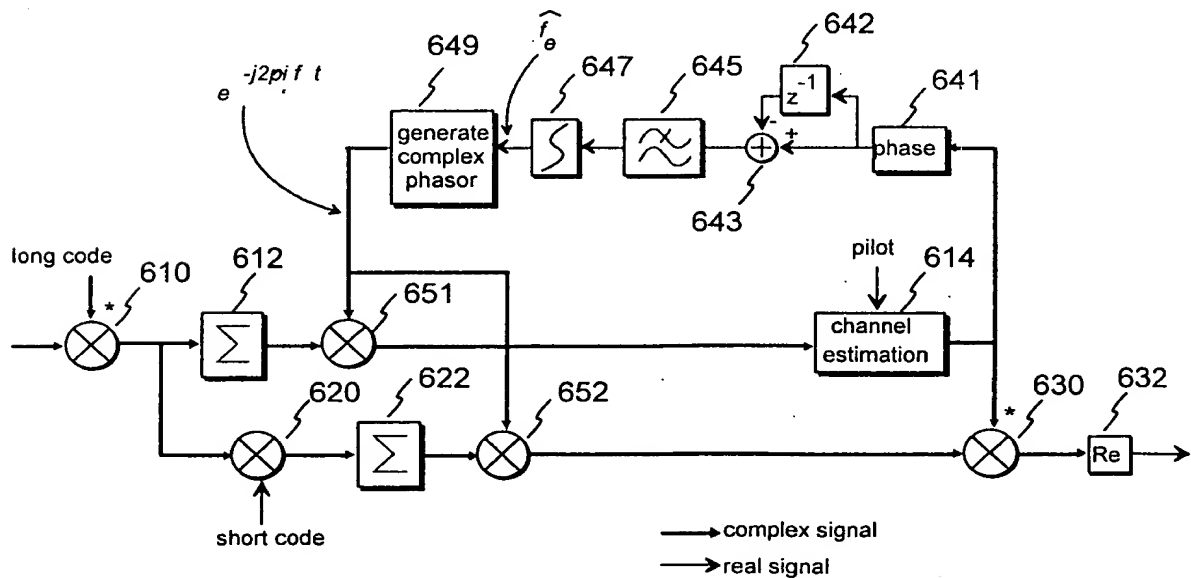 f̂e
642
649
647
645
641
e -j2pi f t
z-1
-
+
generate
complex
phasor
phase
643
long code
610
612
651
pilot
614
*
channel
estimation
620
622
652
630
632
*
Re
short code
complex signal
real signal